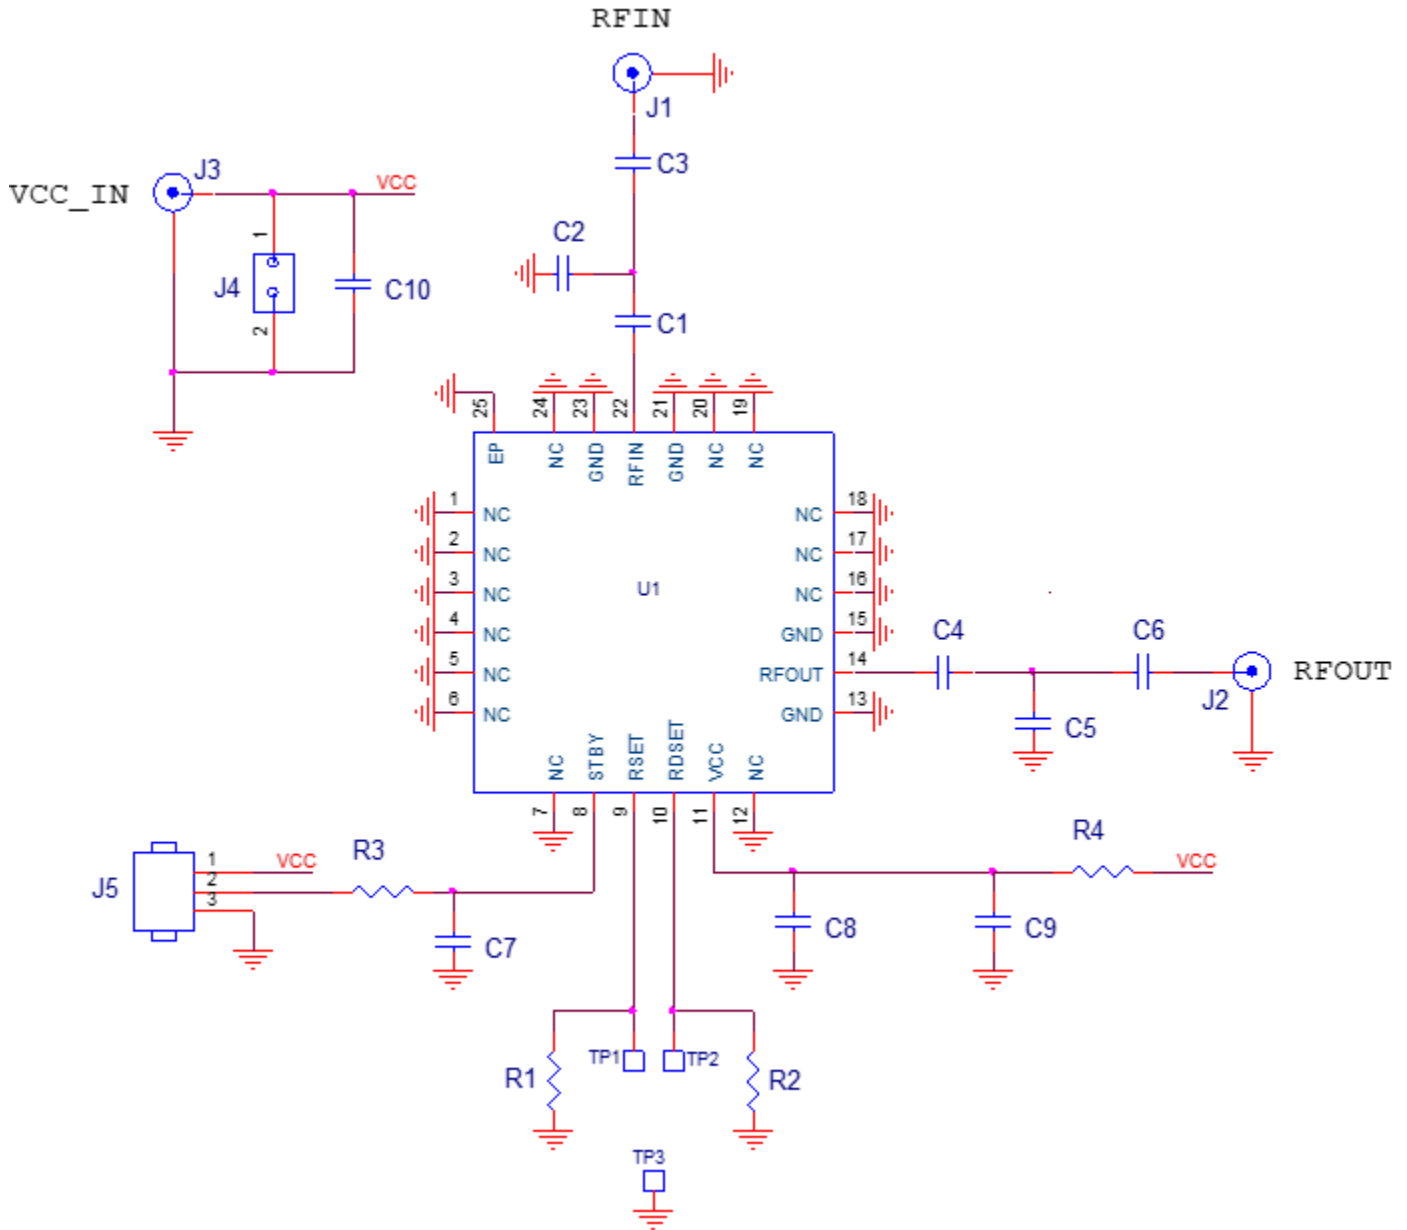 RFIN
J1
C3
J3
VCC_IN
VCC
1
J4
2
C10
C2
C1
25 24 23 22 21 20 19
EP NC GND RFIN GND NC NC
1 NC
2 NC
3 NC
4 NC
5 NC
6 NC
U1
NC 18
NC 17
NC 16
GND 15
RFOUT 14
GND 13
C4
C6
RFOUT
J2
C5
NC STBY RSET RDSET VCC NC
7 8 9 10 11 12
J5
1
2
3
VCC
R3
C7
R4
VCC
C8
C9
TP1
TP2
R1
R2
TP3